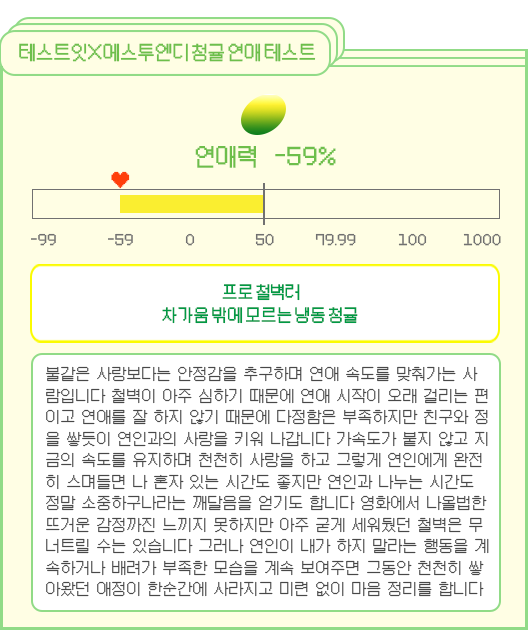 테스트잇X메스투엔디 청귤 연애 테스트
연애력 -59%
-99 -59 0 50 79.99 100 1000
프로 철벽러
차가움 밖에 모르는 냉동 청귤
불같은 사랑보다는 안정감을 추구하며 연애 속도를 맞춰가는 사
람입니다 철벽이 아주 심하기 때문에 연애 시작이 오래 걸리는 편
이고 연애를 잘 하지 않기 때문에 다정함은 부족하지만 친구와 정
을 쌓듯이 연인과의 사랑을 키워 나갑니다 가속도가 붙지 않고 지
금의 속도를 유지하며 천천히 사랑을 하고 그렇게 연인에게 완전
히 스며들면 나 혼자 있는 시간도 좋지만 연인과 나누는 시간도
정말 소중하구나라는 깨달음을 얻기도 합니다 영화에서 나올법한
뜨거운 감정까진 느끼지 못하지만 아주 굳게 세워뒀던 철벽은 무
너트릴 수는 있습니다 그러나 연인이 내가 하지 말라는 행동을 계
속하거나 배려가 부족한 모습을 계속 보여주면 그동안 천천히 쌓
아왔던 애정이 한순간에 사라지고 미련 없이 마음 정리를 합니다